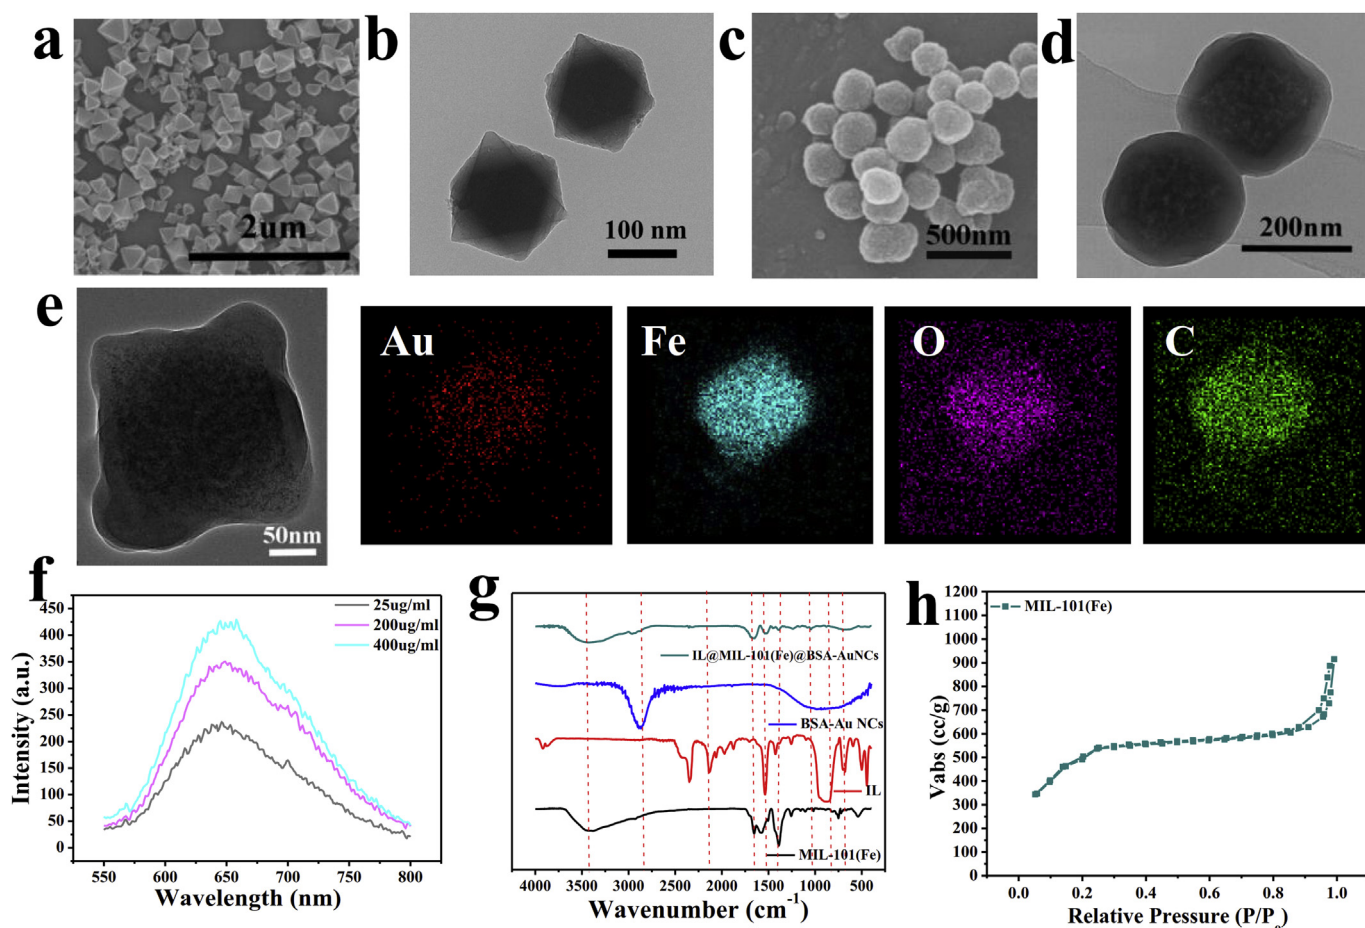 a
2um
b
100 nm
c
500nm
d
200nm
e
50nm
Au
Fe
O
C
f
25ug/ml
200ug/ml
400ug/ml
450
400
350
300
250
200
150
100
50
0
Intensity (a.u.)
550 600 650 700 750 800
Wavelength (nm)
g
IL@MIL-101(Fe)@BSA-AuNCs
BSA-Au NCs
IL
MIL-101(Fe)
4000 3500 3000 2500 2000 1500 1000 500
Wavenumber (cm-1)
h
MIL-101(Fe)
1200
1100
1000
900
800
700
600
500
400
300
200
100
0
Vabs (cc/g)
0.0 0.2 0.4 0.6 0.8 1.0
Relative Pressure (P/Po)